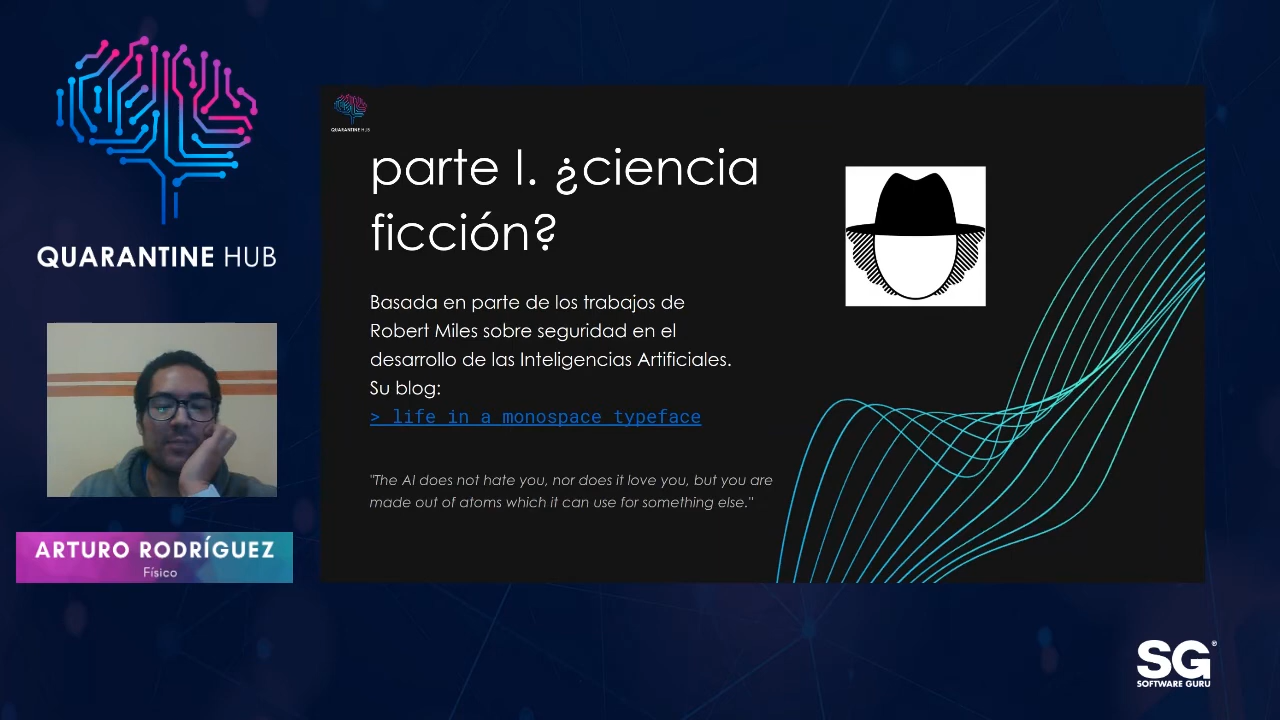 QUARANTINE HUB
ARTURO RODRÍGUEZ
Físico
QUARANTINE HUB
parte I. ¿ciencia
ficción?
Basada en parte de los trabajos de
Robert Miles sobre seguridad en el
desarrollo de las Inteligencias Artificiales.
Su blog:
> life in a monospace typeface
"The AI does not hate you, nor does it love you, but you are
made out of atoms which it can use for something else."
SG®
SOFTWARE GURU